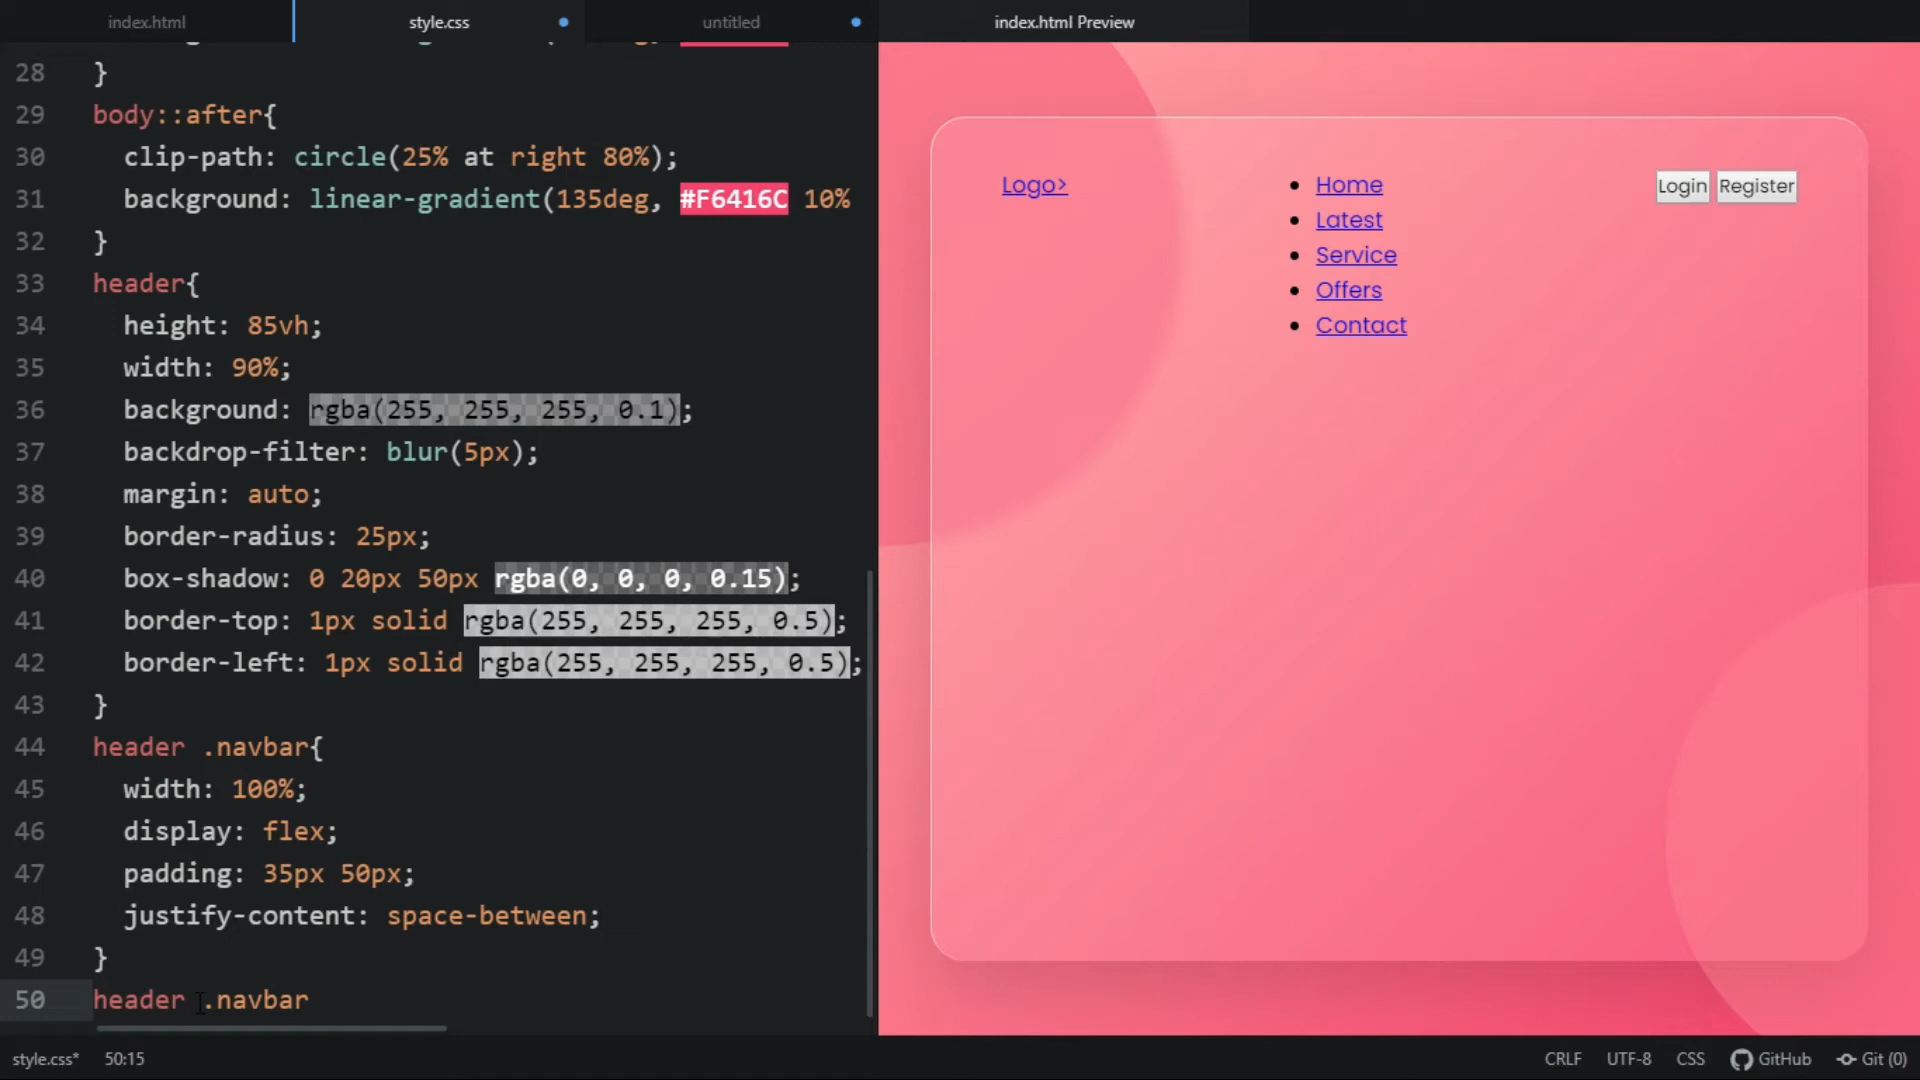 index.html
style.css
untitled
index.html Preview
28 }
29 body::after{
30 clip-path: circle(25% at right 80%);
31 background: linear-gradient(135deg, #F6416C 10%
32 }
33 header{
34 height: 85vh;
35 width: 90%;
36 background: rgba(255, 255, 255, 0.1);
37 backdrop-filter: blur(5px);
38 margin: auto;
39 border-radius: 25px;
40 box-shadow: 0 20px 50px rgba(0, 0, 0, 0.15);
41 border-top: 1px solid rgba(255, 255, 255, 0.5);
42 border-left: 1px solid rgba(255, 255, 255, 0.5);
43 }
44 header .navbar{
45 width: 100%;
46 display: flex;
47 padding: 35px 50px;
48 justify-content: space-between;
49 }
50 header .navbar
Logo>
• Home
• Latest
• Service
• Offers
• Contact
Login Register
style.css* 50:15
CRLF UTF-8 CSS GitHub Git (0)